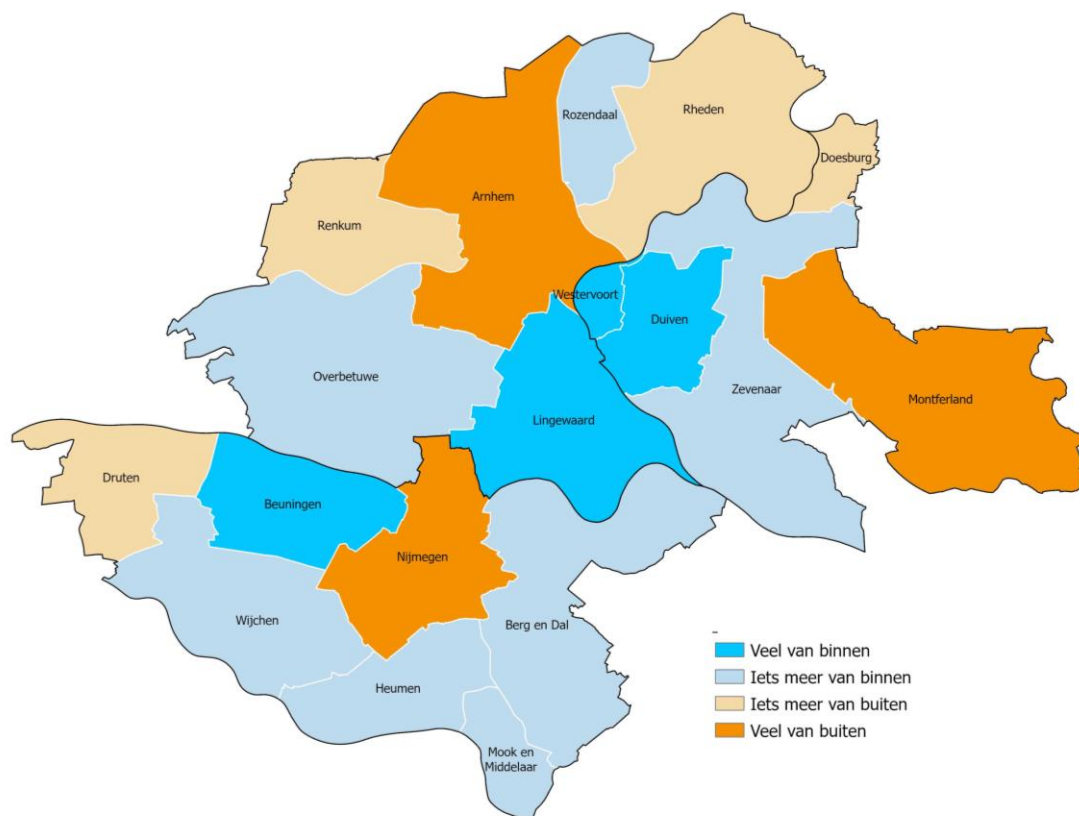 Rozendaal
Rheden
Doesburg
Arnhem
Renkum
Westervoort
Duiven
Overbetuwe
Zevenaar
Montferland
Lingewaard
Druten
Beuningen
Nijmegen
Wijchen
Berg en Dal
Heumen
Mook en
Middelaar
Veel van binnen
Iets meer van binnen
Iets meer van buiten
Veel van buiten